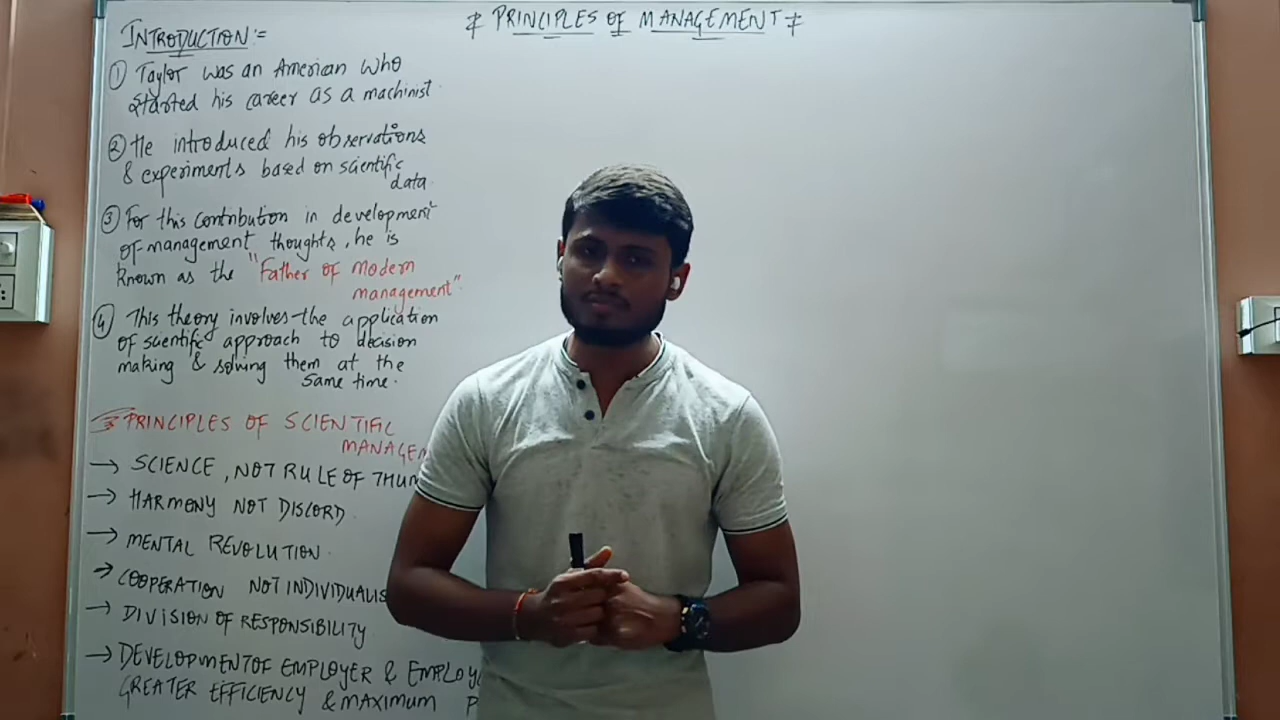 # PRINCIPLES OF MANAGEMENT #
INTRODUCTION :=
① Taylor was an American who
started his career as a machinist.
② He introduced his observations
& experiments based on scientific
data.
③ For this contribution in development
of management thoughts, he is
known as the "Father of Modern
management"
④ This theory involves the application
of scientific approach to decision
making & solving them at the
same time.
PRINCIPLES OF SCIENTIFIC
MANAGEM
→ SCIENCE, NOT RULE OF THUM
→ HARMONY NOT DISCORD.
→ MENTAL REVOLUTION.
→ COOPERATION NOT INDIVIDUALIS
→ DIVISION OF RESPONSIBILITY
→ DEVELOPMENT OF EMPLOYER & EMPLOY
GREATER EFFICIENCY & MAXIMUM P